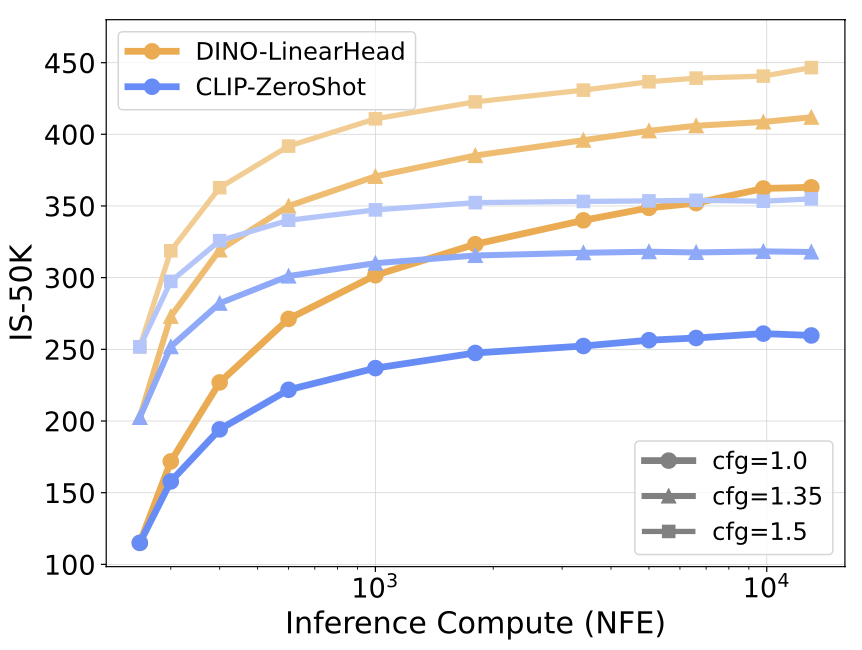 DINO-LinearHead
CLIP-ZeroShot
450
400
350
300
250
200
150
100
IS-50K
cfg=1.0
cfg=1.35
cfg=1.5
10³
10⁴
Inference Compute (NFE)